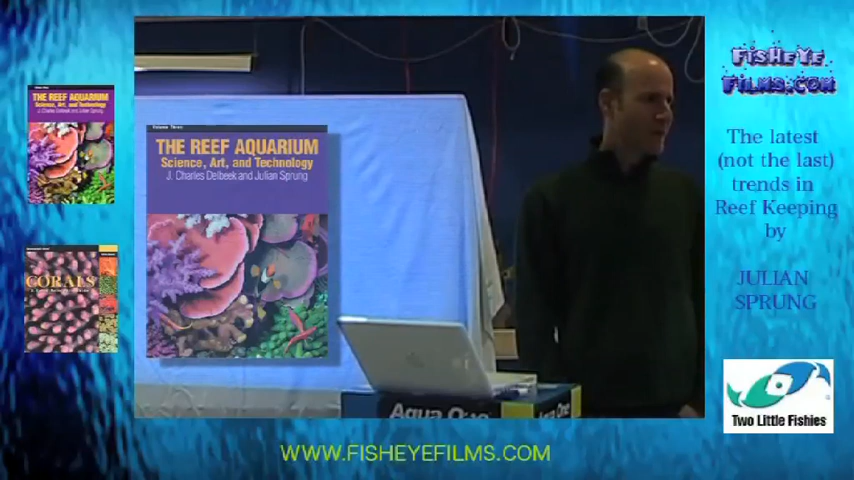 THE REEF AQUARIUM
Science, Art, and Technology
J. Charles Delbeek and Julian Sprung
CORALS
Volume Three
THE REEF AQUARIUM
Science, Art, and Technology
J. Charles Delbeek and Julian Sprung
Aqua One
Aqua One
FISHEYE
FILMS.COM
The latest
(not the last)
trends in
Reef Keeping
by
JULIAN
SPRUNG
Two Little Fishies
WWW.FISHEYEFILMS.COM